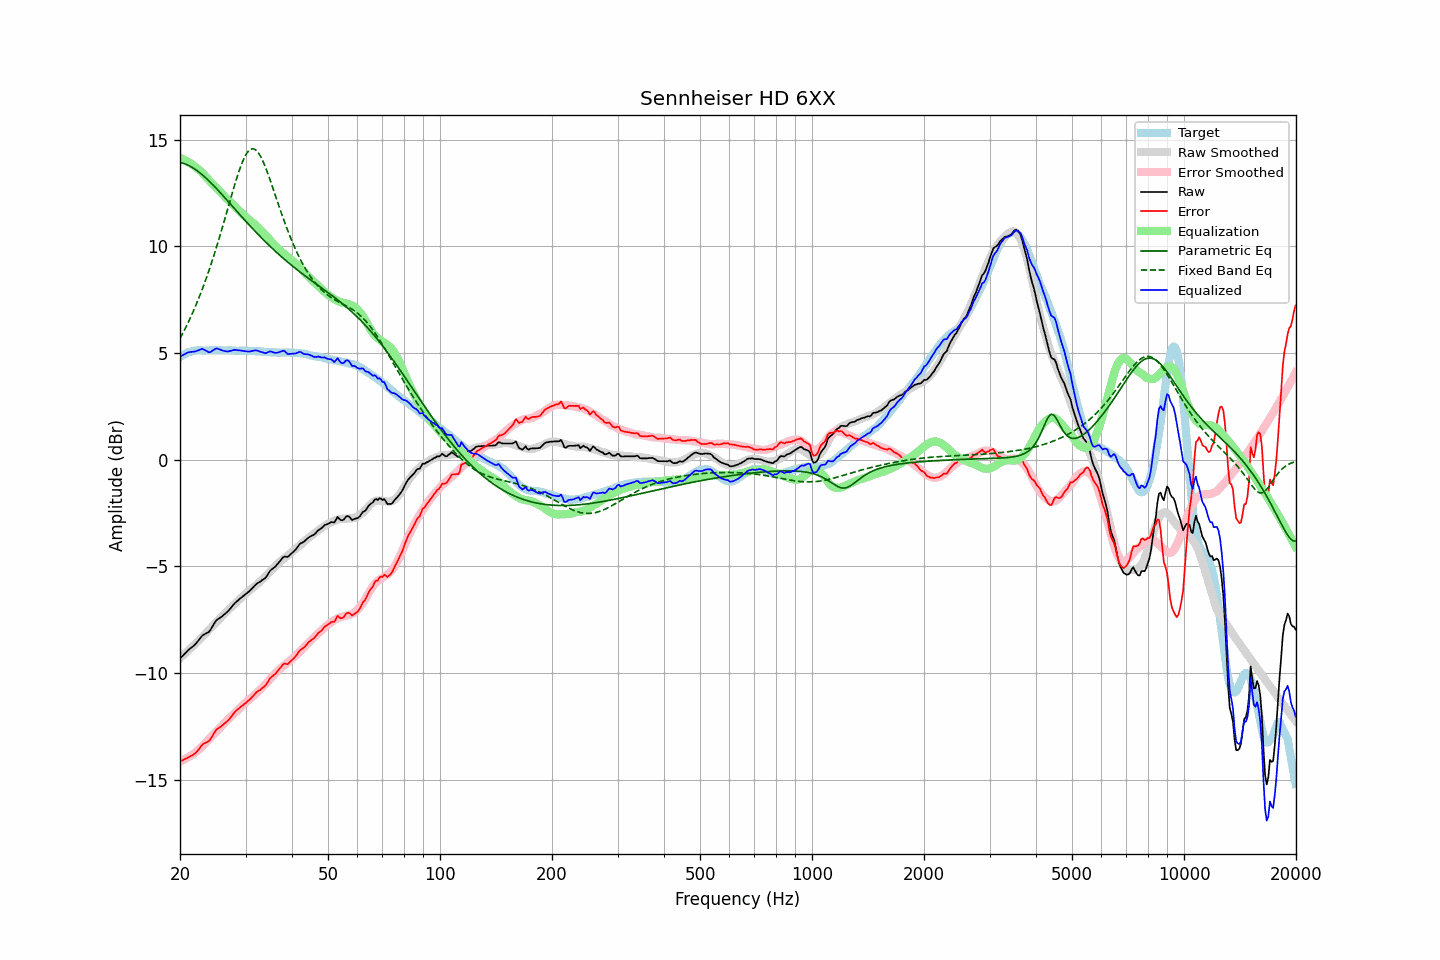 Sennheiser HD 6XX
Target
Raw Smoothed
Error Smoothed
Raw
Error
Equalization
Parametric Eq
Fixed Band Eq
Equalized
Amplitude (dBr)
15
10
5
0
−5
−10
−15
20
50
100
200
500
1000
2000
5000
10000
20000
Frequency (Hz)